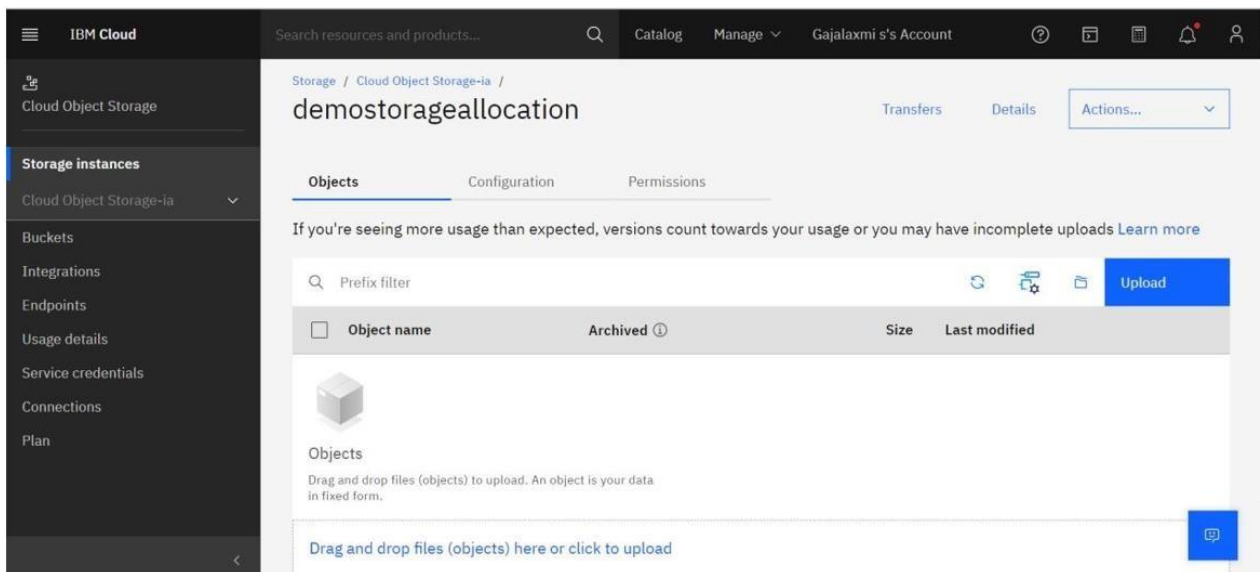 IBM Cloud
Search resources and products...
Catalog
Manage
Gajalaxmi s's Account
Cloud Object Storage
Storage instances
Cloud Object Storage-ia
Buckets
Integrations
Endpoints
Usage details
Service credentials
Connections
Plan
Storage / Cloud Object Storage-ia /
demostorageallocation
Transfers
Details
Actions...
Objects
Configuration
Permissions
If you're seeing more usage than expected, versions count towards your usage or you may have incomplete uploads Learn more
Prefix filter
Upload
Object name
Archived
Size
Last modified
Objects
Drag and drop files (objects) to upload. An object is your data
in fixed form.
Drag and drop files (objects) here or click to upload